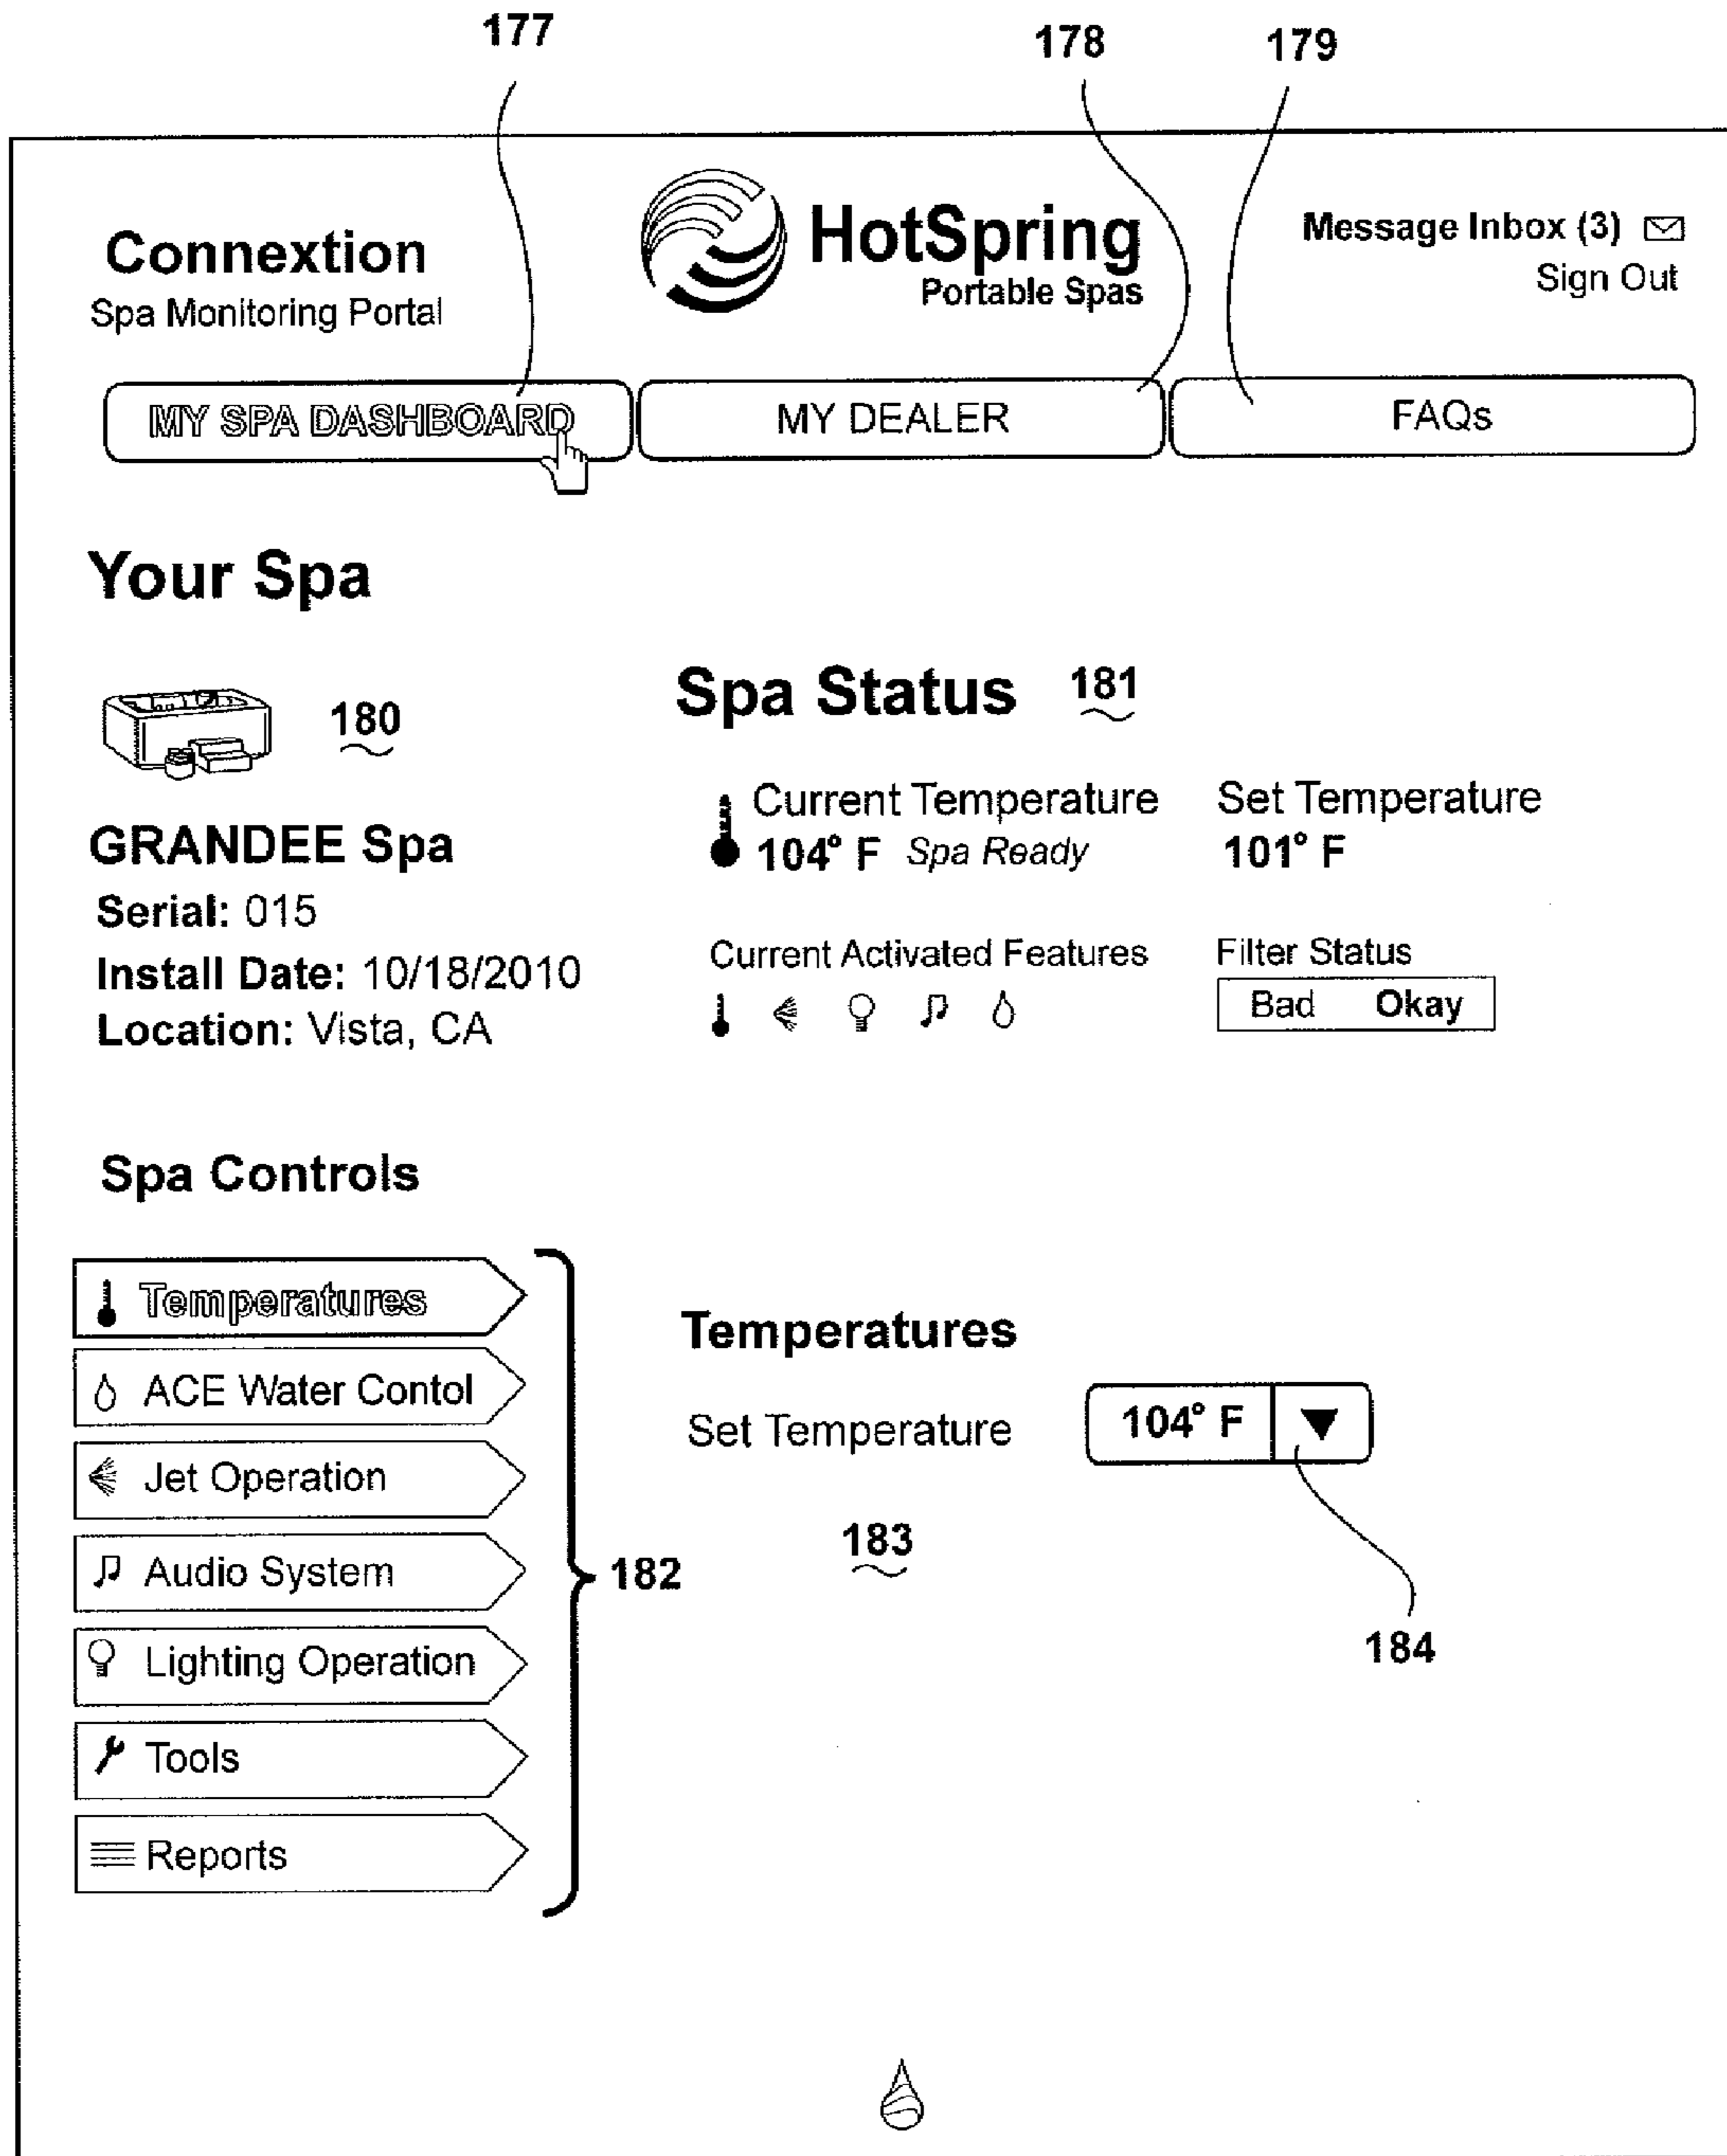 177
178
179
Connextion
Spa Monitoring Portal
HotSpring
Portable Spas
Message Inbox (3)
Sign Out
MY SPA DASHBOARD
MY DEALER
FAQs
Your Spa
180
GRANDEE Spa
Serial: 015
Install Date: 10/18/2010
Location: Vista, CA
Spa Status 181
Current Temperature
104° F Spa Ready
Set Temperature
101° F
Current Activated Features
Filter Status
Bad Okay
Spa Controls
Temperatures
ACE Water Contol
Jet Operation
Audio System
Lighting Operation
Tools
Reports
182
Temperatures
Set Temperature 104° F
183
184